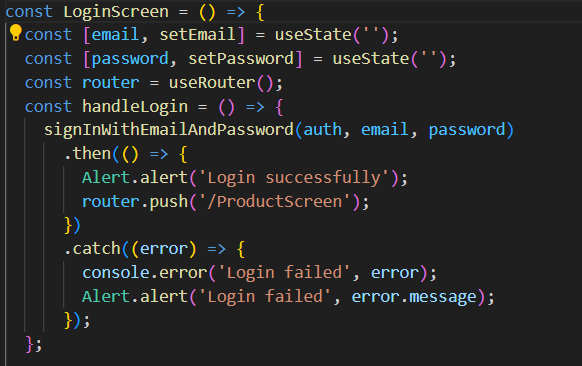 const LoginScreen = () => {
  const [email, setEmail] = useState('');
  const [password, setPassword] = useState('');
  const router = useRouter();
  const handleLogin = () => {
    signInWithEmailAndPassword(auth, email, password)
      .then(() => {
        Alert.alert('Login successfully');
        router.push('/ProductScreen');
      })
      .catch((error) => {
        console.error('Login failed', error);
        Alert.alert('Login failed', error.message);
      });
  };